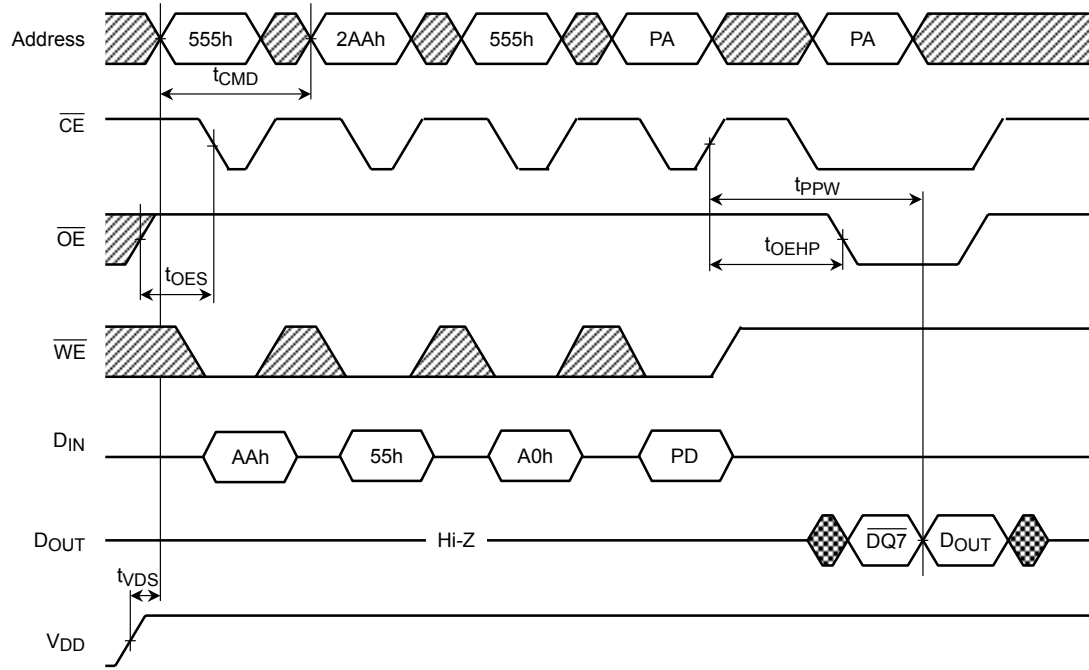 Address 555h 2AAh 555h PA PA
tCMD
CE
tPPW
OE
tOES tOEHP
WE
DIN AAh 55h A0h PD
DOUT Hi-Z DQ7 DOUT
tVDS
VDD